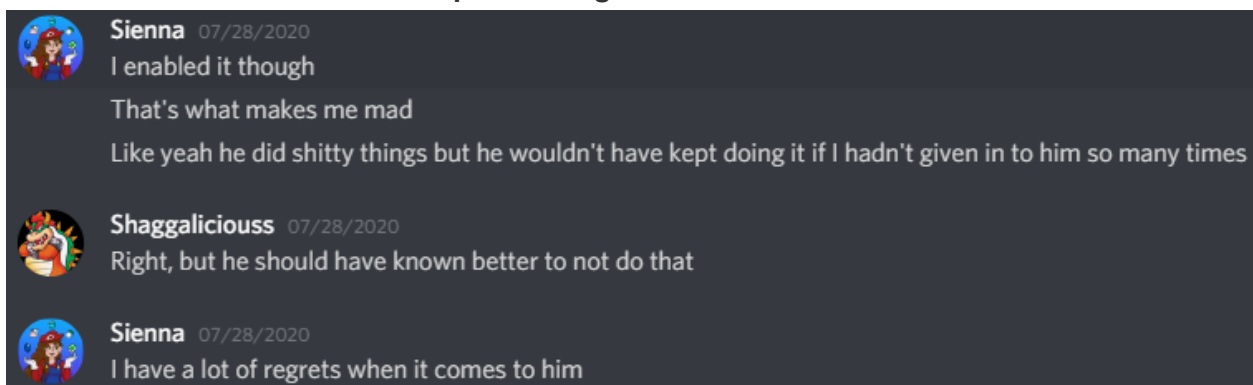 Sienna 07/28/2020
I enabled it though
That's what makes me mad
Like yeah he did shitty things but he wouldn't have kept doing it if I hadn't given in to him so many times
Shaggaliciouss 07/28/2020
Right, but he should have known better to not do that
Sienna 07/28/2020
I have a lot of regrets when it comes to him